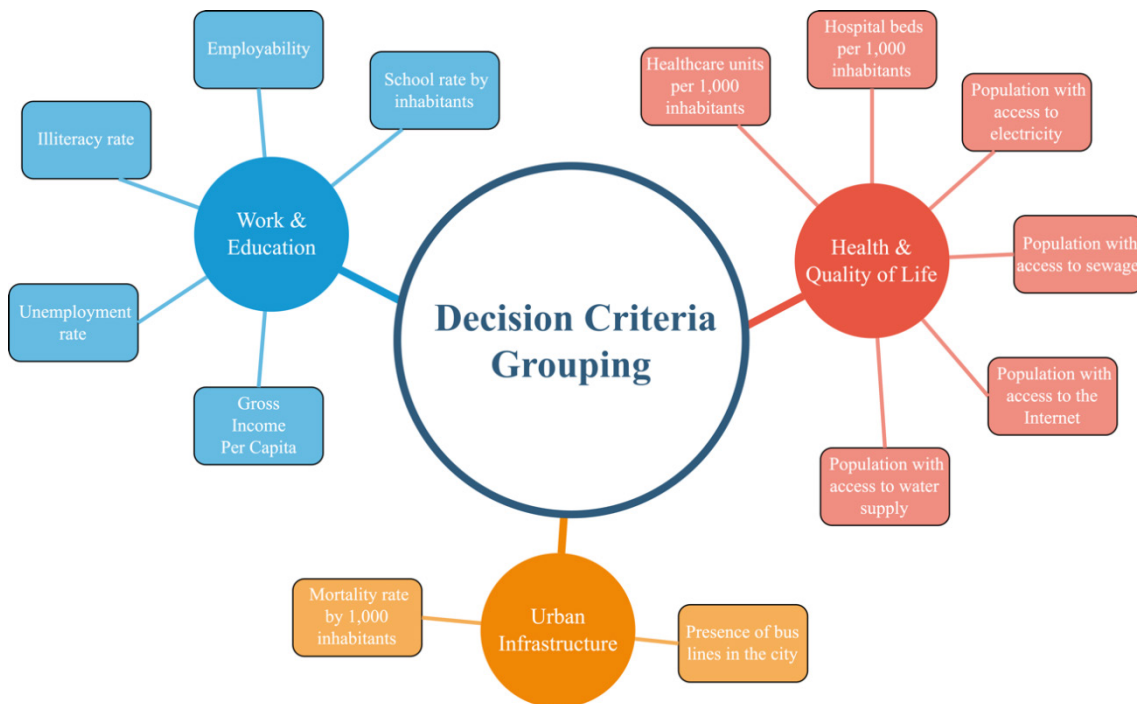 Employability
School rate by
inhabitants
Illiteracy rate
Work &
Education
Unemployment
rate
Gross
Income
Per Capita
Decision Criteria
Grouping
Healthcare units
per 1,000
inhabitants
Hospital beds
per 1,000
inhabitants
Population with
access to
electricity
Health &
Quality of Life
Population with
access to sewage
Population with
access to the
Internet
Population with
access to water
supply
Mortality rate
by 1,000
inhabitants
Urban
Infrastructure
Presence of bus
lines in the city